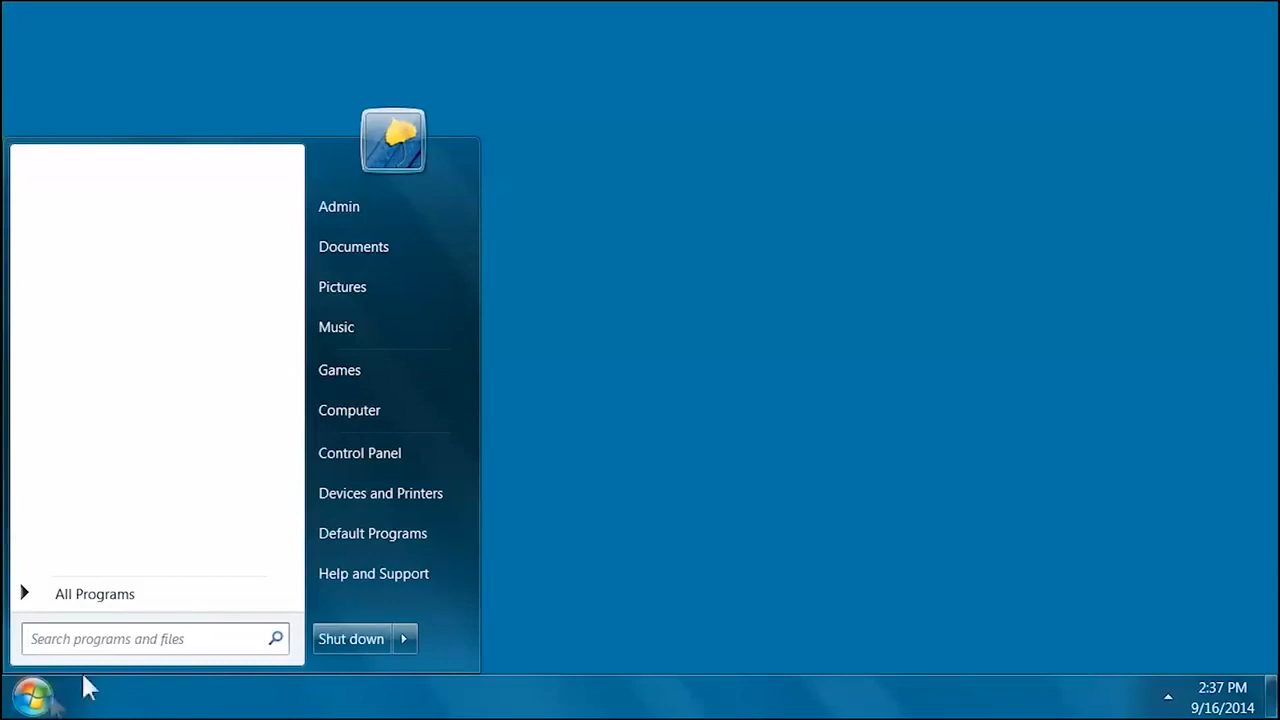 Admin
Documents
Pictures
Music
Games
Computer
Control Panel
Devices and Printers
Default Programs
Help and Support
All Programs
Search programs and files
Shut down
2:37 PM
9/16/2014